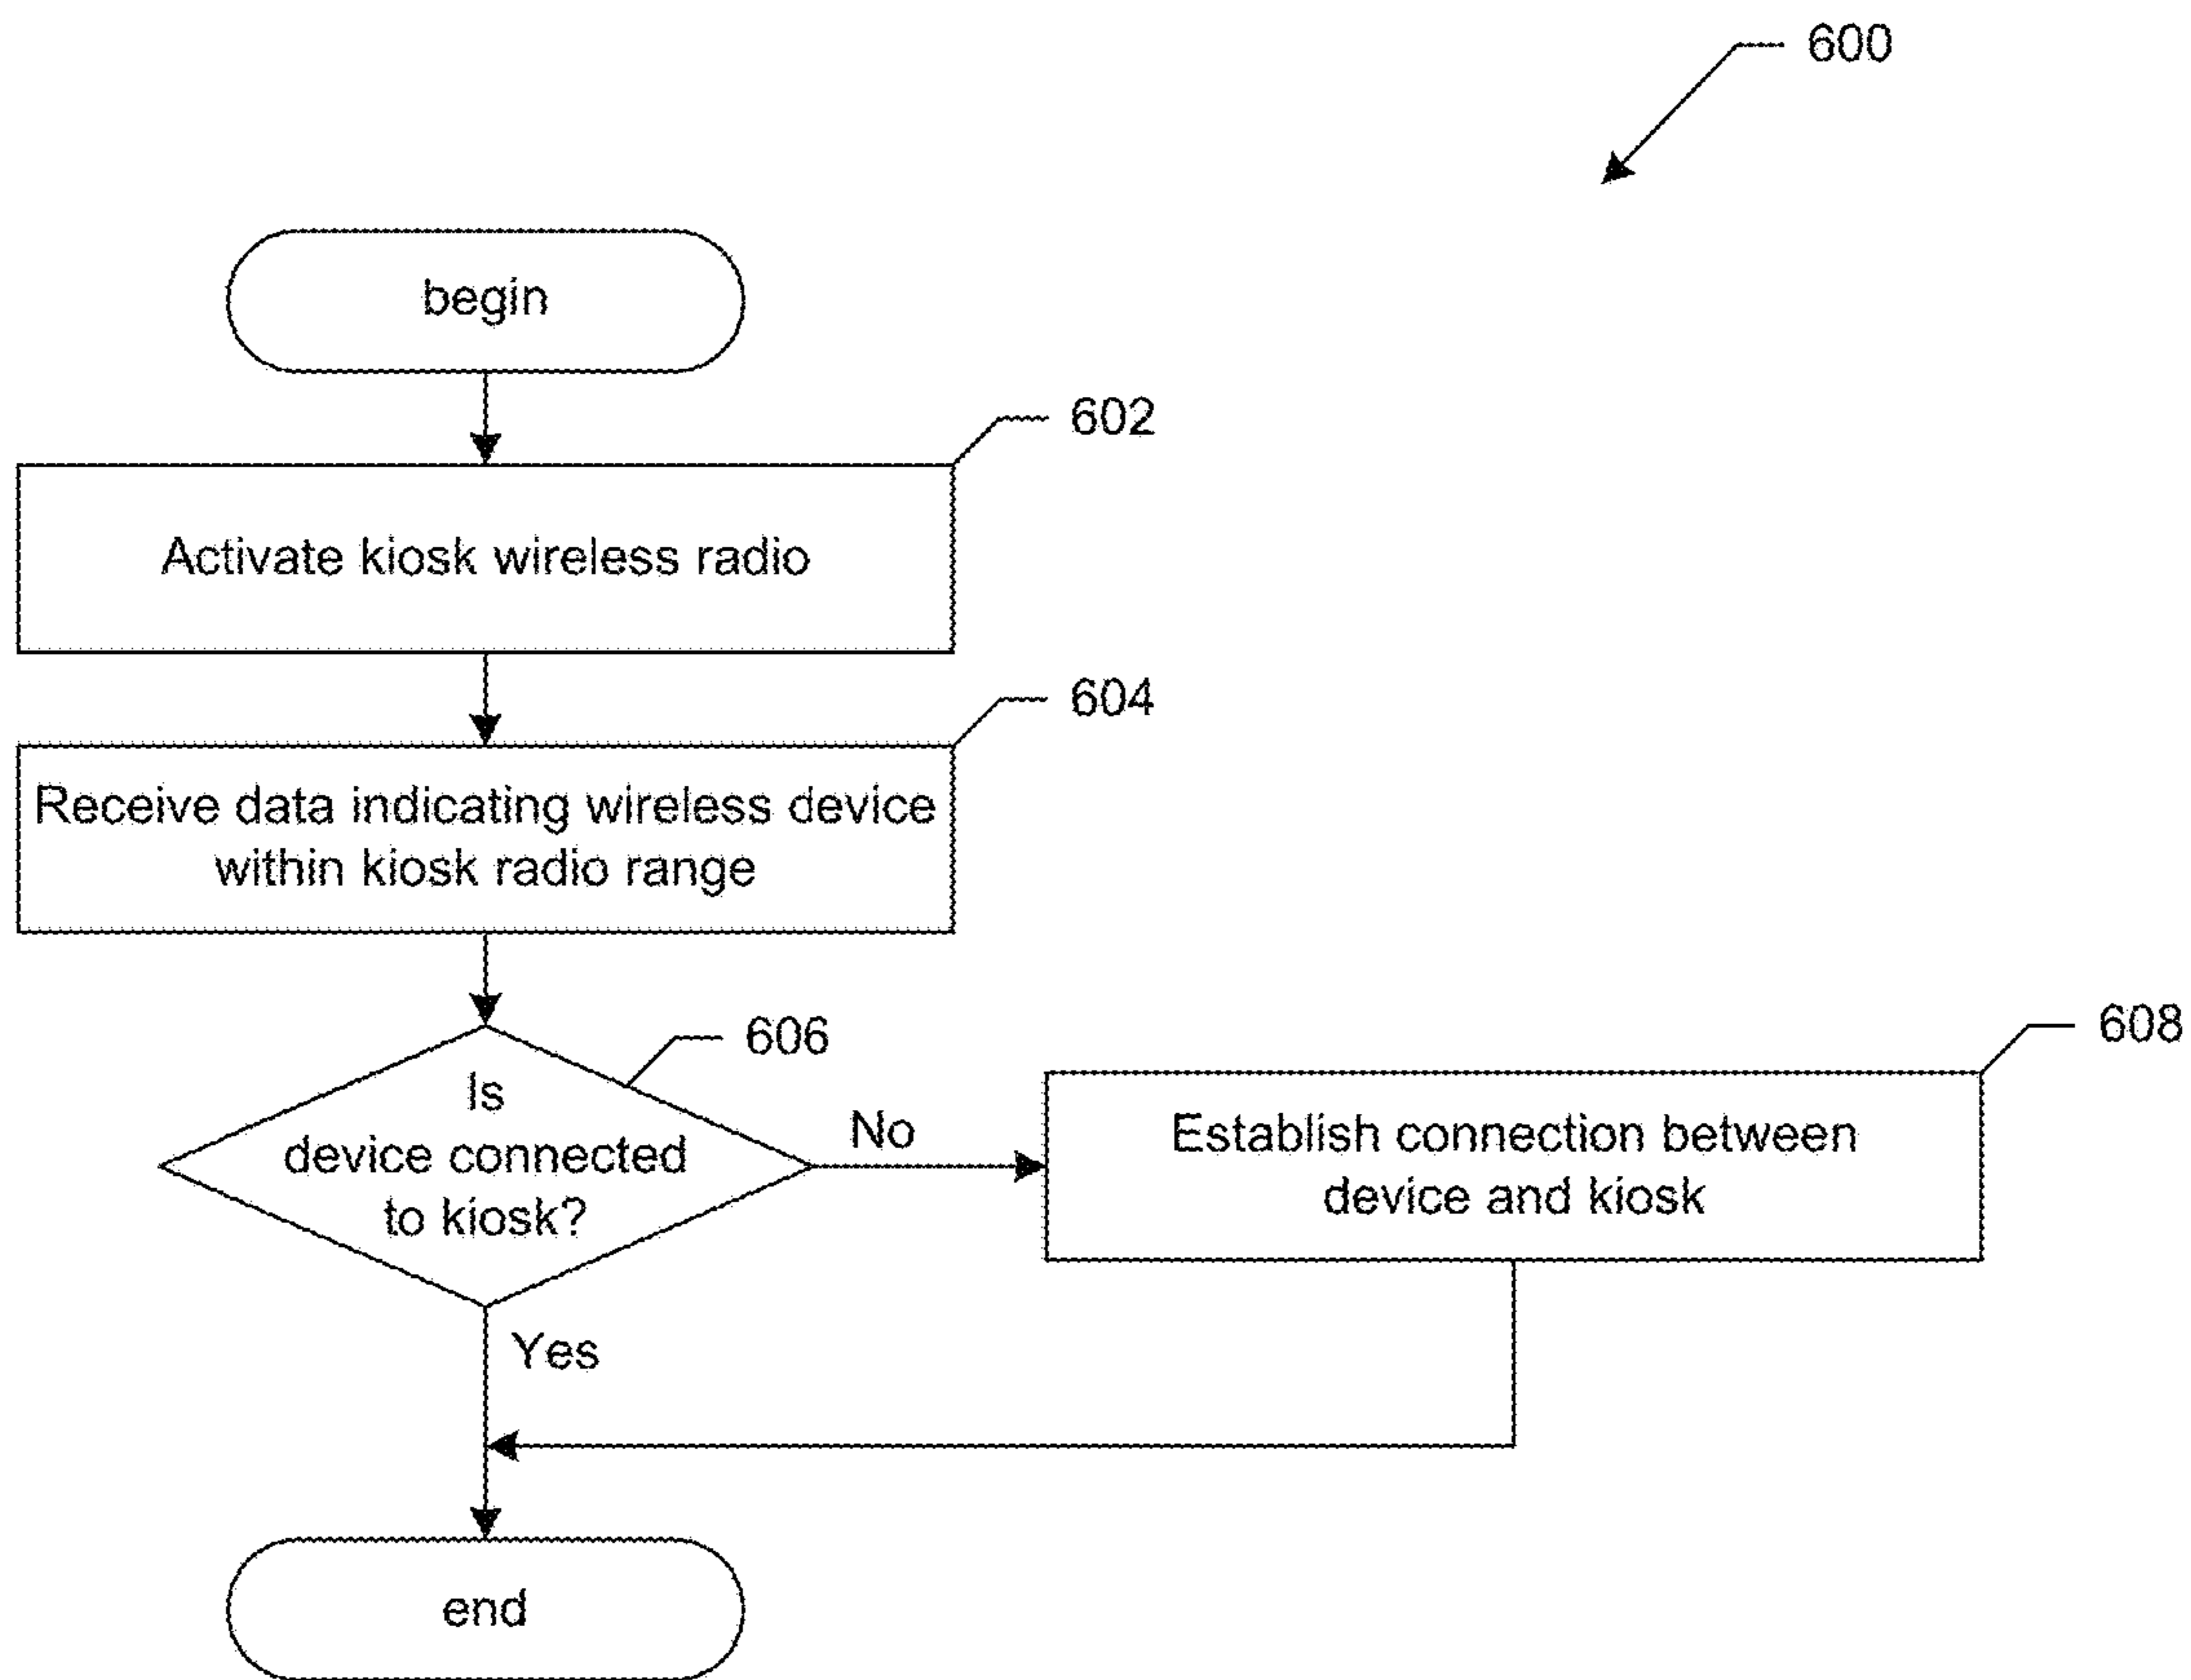 600
begin
602
Activate kiosk wireless radio
604
Receive data indicating wireless device
within kiosk radio range
606
Is
device connected
to kiosk?
No
608
Establish connection between
device and kiosk
Yes
end